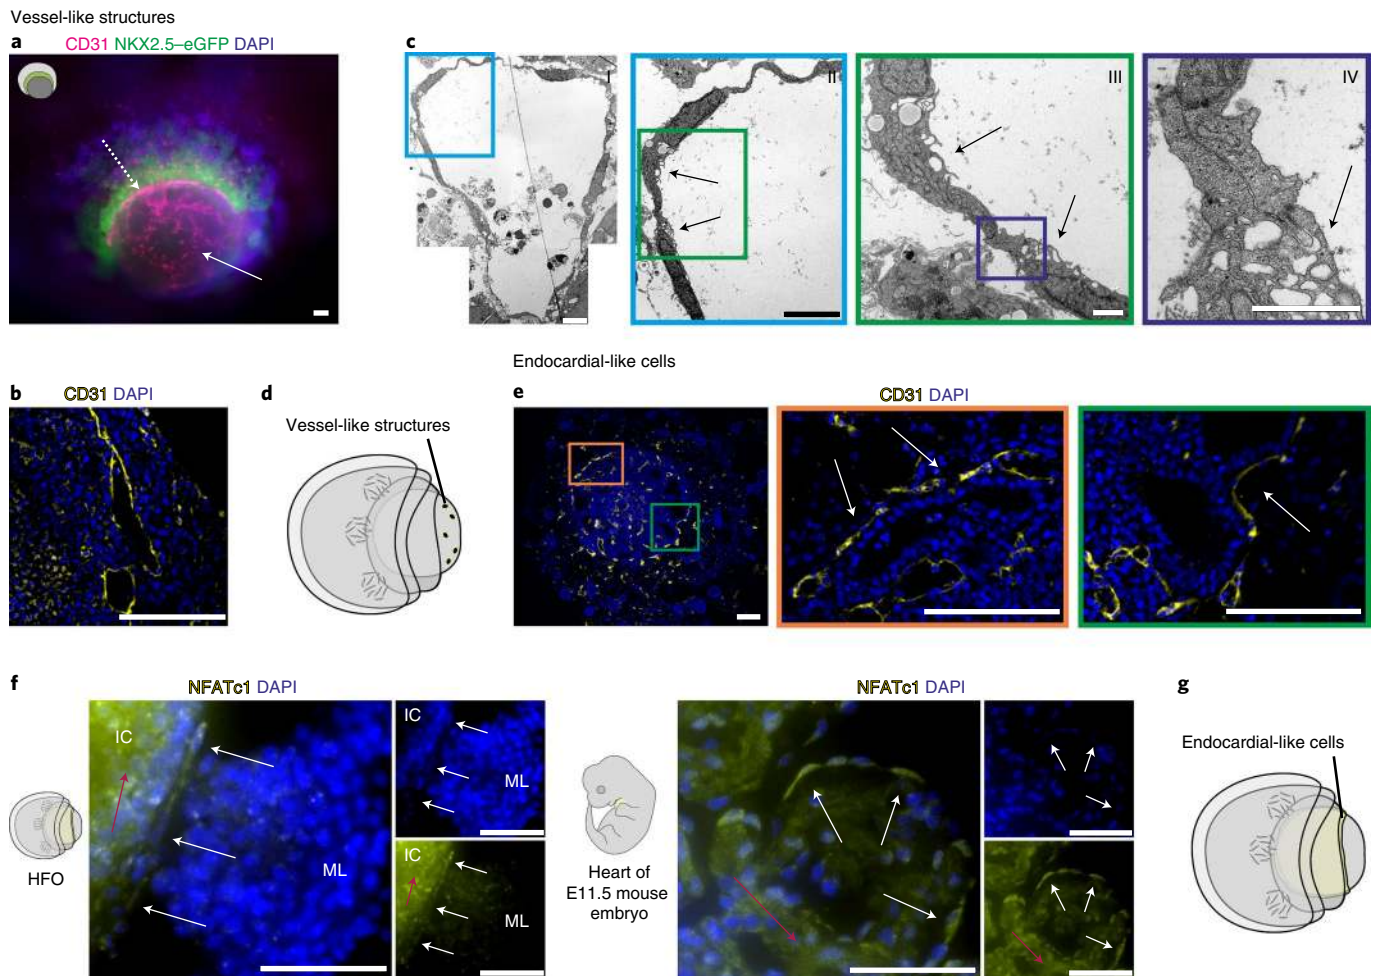 Vessel-like structures
a
CD31 NKX2.5–eGFP DAPI
c
I
II
III
IV
Endocardial-like cells
b
CD31 DAPI
d
Vessel-like structures
e
CD31 DAPI
f
NFATc1 DAPI
IC
ML
IC
ML
IC
ML
HFO
Heart of
E11.5 mouse
embryo
NFATc1 DAPI
g
Endocardial-like cells